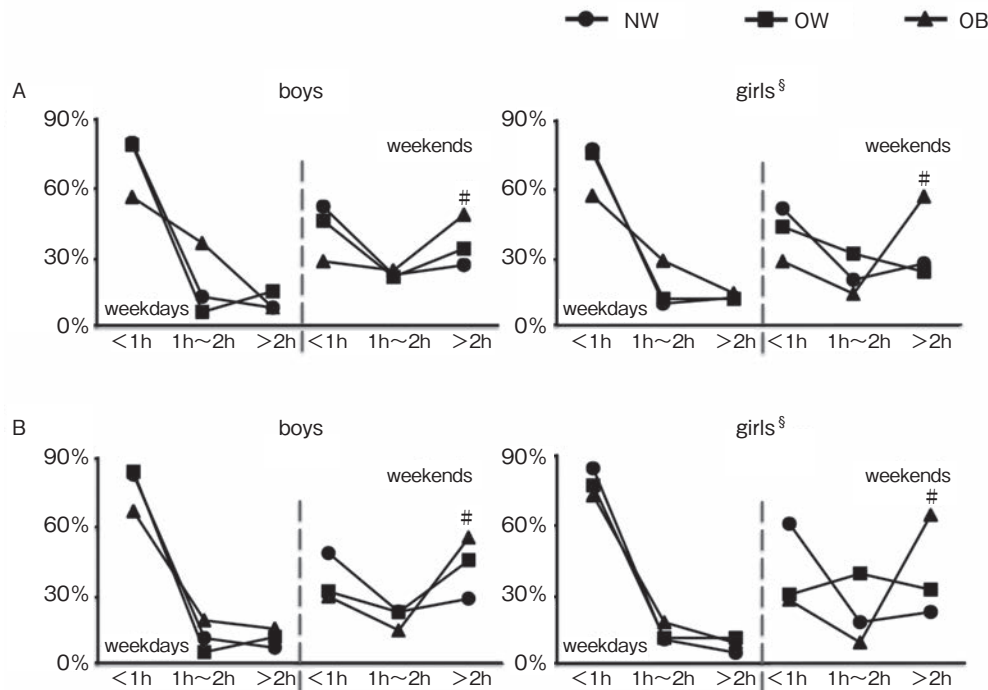 NW OW OB
A boys girls§
90% 90%
weekends weekends
60% 60%
# #
30% 30%
weekdays weekdays
0% 0%
<1h 1h~2h >2h <1h 1h~2h >2h <1h 1h~2h >2h <1h 1h~2h >2h
B boys girls§
90% 90%
weekends weekends
# #
60% 60%
30% 30%
weekdays weekdays
0% 0%
<1h 1h~2h >2h <1h 1h~2h >2h <1h 1h~2h >2h <1h 1h~2h >2h